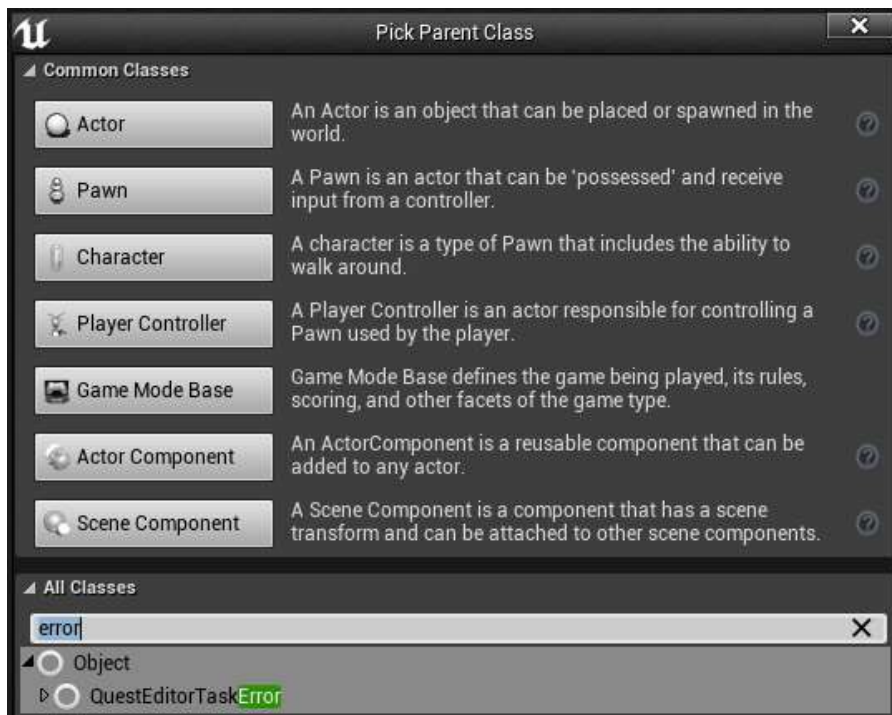 Pick Parent Class
Common Classes
Actor
An Actor is an object that can be placed or spawned in the
world.
Pawn
A Pawn is an actor that can be 'possessed' and receive
input from a controller.
Character
A character is a type of Pawn that includes the ability to
walk around.
Player Controller
A Player Controller is an actor responsible for controlling a
Pawn used by the player.
Game Mode Base
Game Mode Base defines the game being played, its rules,
scoring, and other facets of the game type.
Actor Component
An ActorComponent is a reusable component that can be
added to any actor.
Scene Component
A Scene Component is a component that has a scene
transform and can be attached to other scene components.
All Classes
error
Object
QuestEditorTaskError